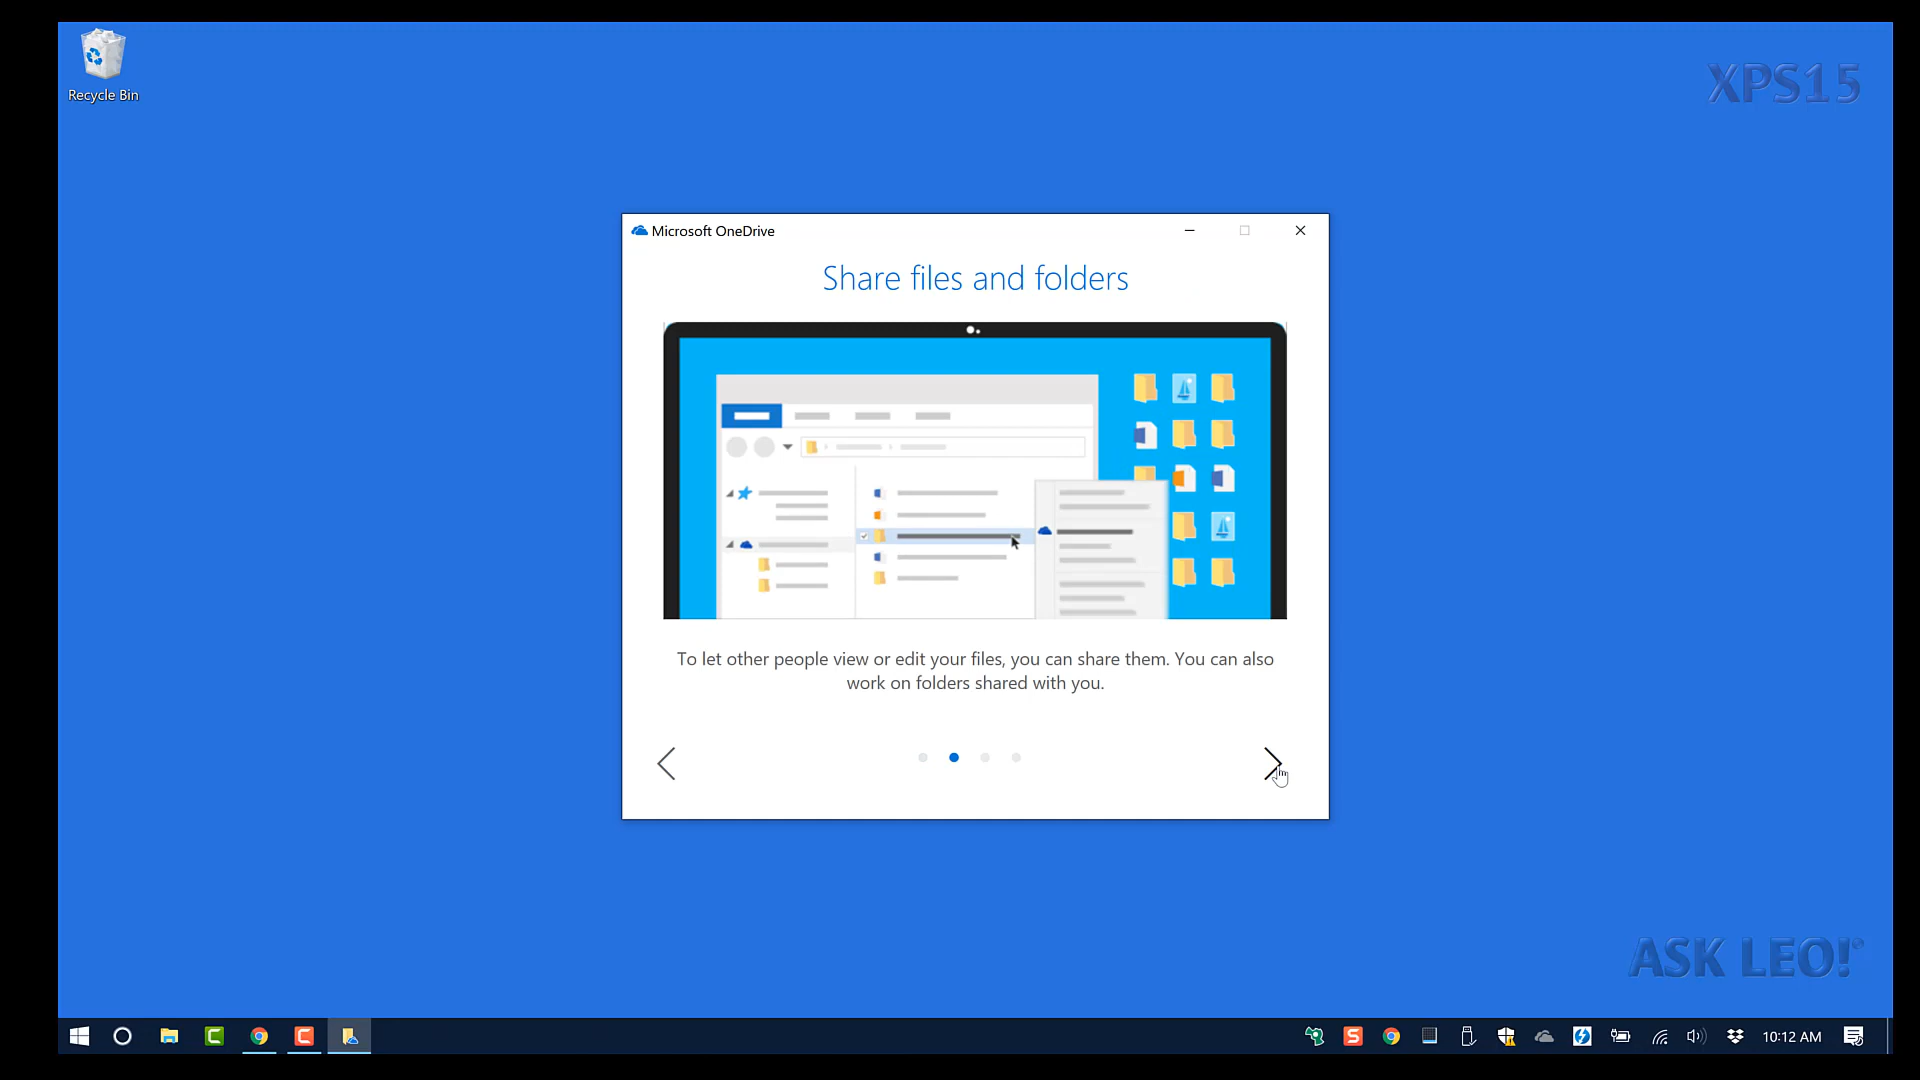 Recycle Bin
XPS15
Microsoft OneDrive
Share files and folders
To let other people view or edit your files, you can share them. You can also
work on folders shared with you.
ASK LEO!®
10:12 AM